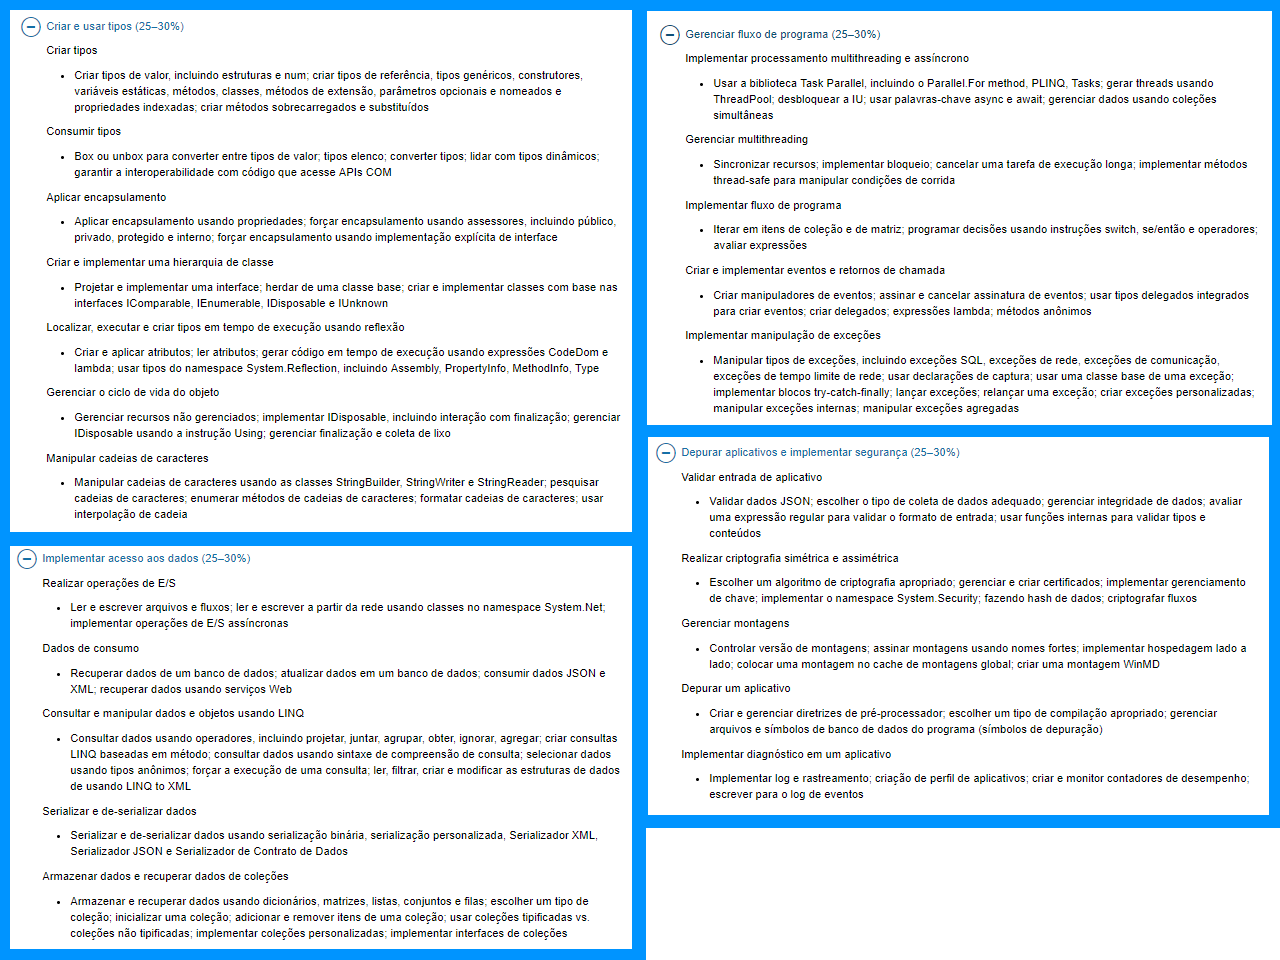 Criar e usar tipos (25–30%)
Criar tipos
• Criar tipos de valor, incluindo estruturas e num; criar tipos de referência, tipos genéricos, construtores,
variáveis estáticas, métodos, classes, métodos de extensão, parâmetros opcionais e nomeados e
propriedades indexadas; criar métodos sobrecarregados e substituídos
Consumir tipos
• Box ou unbox para converter entre tipos de valor; tipos elenco; converter tipos; lidar com tipos dinâmicos;
garantir a interoperabilidade com código que acesse APIs COM
Aplicar encapsulamento
• Aplicar encapsulamento usando propriedades; forçar encapsulamento usando assessores, incluindo público,
privado, protegido e interno; forçar encapsulamento usando implementação explícita de interface
Criar e implementar uma hierarquia de classe
• Projetar e implementar uma interface; herdar de uma classe base; criar e implementar classes com base nas
interfaces IComparable, IEnumerable, IDisposable e IUnknown
Localizar, executar e criar tipos em tempo de execução usando reflexão
• Criar e aplicar atributos; ler atributos; gerar código em tempo de execução usando expressões CodeDom e
lambda; usar tipos do namespace System.Reflection, incluindo Assembly, PropertyInfo, MethodInfo, Type
Gerenciar o ciclo de vida do objeto
• Gerenciar recursos não gerenciados; implementar IDisposable, incluindo interação com finalização; gerenciar
IDisposable usando a instrução Using; gerenciar finalização e coleta de lixo
Manipular cadeias de caracteres
• Manipular cadeias de caracteres usando as classes StringBuilder, StringWriter e StringReader; pesquisar
cadeias de caracteres; enumerar métodos de cadeias de caracteres; formatar cadeias de caracteres; usar
interpolação de cadeia
Implementar acesso aos dados (25–30%)
Realizar operações de E/S
• Ler e escrever arquivos e fluxos; ler e escrever a partir da rede usando classes no namespace System.Net;
implementar operações de E/S assíncronas
Dados de consumo
• Recuperar dados de um banco de dados; atualizar dados em um banco de dados; consumir dados JSON e
XML; recuperar dados usando serviços Web
Consultar e manipular dados e objetos usando LINQ
• Consultar dados usando operadores, incluindo projetar, juntar, agrupar, obter, ignorar, agregar; criar consultas
LINQ baseadas em método; consultar dados usando sintaxe de compreensão de consulta; selecionar dados
usando tipos anônimos; forçar a execução de uma consulta; ler, filtrar, criar e modificar as estruturas de dados
de usando LINQ to XML
Serializar e de-serializar dados
• Serializar e de-serializar dados usando serialização binária, serialização personalizada, Serializador XML,
Serializador JSON e Serializador de Contrato de Dados
Armazenar dados e recuperar dados de coleções
• Armazenar e recuperar dados usando dicionários, matrizes, listas, conjuntos e filas; escolher um tipo de
coleção; inicializar uma coleção; adicionar e remover itens de uma coleção; usar coleções tipificadas vs.
coleções não tipificadas; implementar coleções personalizadas; implementar interfaces de coleções
Gerenciar fluxo de programa (25–30%)
Implementar processamento multithreading e assíncrono
• Usar a biblioteca Task Parallel, incluindo o Parallel.For method, PLINQ, Tasks; gerar threads usando
ThreadPool; desbloquear a IU; usar palavras-chave async e await; gerenciar dados usando coleções
simultâneas
Gerenciar multithreading
• Sincronizar recursos; implementar bloqueio; cancelar uma tarefa de execução longa; implementar métodos
thread-safe para manipular condições de corrida
Implementar fluxo de programa
• Iterar em itens de coleção e de matriz; programar decisões usando instruções switch, se/então e operadores;
avaliar expressões
Criar e implementar eventos e retornos de chamada
• Criar manipuladores de eventos; assinar e cancelar assinatura de eventos; usar tipos delegados integrados
para criar eventos; criar delegados; expressões lambda; métodos anônimos
Implementar manipulação de exceções
• Manipular tipos de exceções, incluindo exceções SQL, exceções de rede, exceções de comunicação,
exceções de tempo limite de rede; usar declarações de captura; usar uma classe base de uma exceção;
implementar blocos try-catch-finally; lançar exceções; relançar uma exceção; criar exceções personalizadas;
manipular exceções internas; manipular exceções agregadas
Depurar aplicativos e implementar segurança (25–30%)
Validar entrada de aplicativo
• Validar dados JSON; escolher o tipo de coleta de dados adequado; gerenciar integridade de dados; avaliar
uma expressão regular para validar o formato de entrada; usar funções internas para validar tipos e
conteúdos
Realizar criptografia simétrica e assimétrica
• Escolher um algoritmo de criptografia apropriado; gerenciar e criar certificados; implementar gerenciamento
de chave; implementar o namespace System.Security; fazendo hash de dados; criptografar fluxos
Gerenciar montagens
• Controlar versão de montagens; assinar montagens usando nomes fortes; implementar hospedagem lado a
lado; colocar uma montagem no cache de montagens global; criar uma montagem WinMD
Depurar um aplicativo
• Criar e gerenciar diretrizes de pré-processador; escolher um tipo de compilação apropriado; gerenciar
arquivos e símbolos de banco de dados do programa (símbolos de depuração)
Implementar diagnóstico em um aplicativo
• Implementar log e rastreamento; criação de perfil de aplicativos; criar e monitor contadores de desempenho;
escrever para o log de eventos